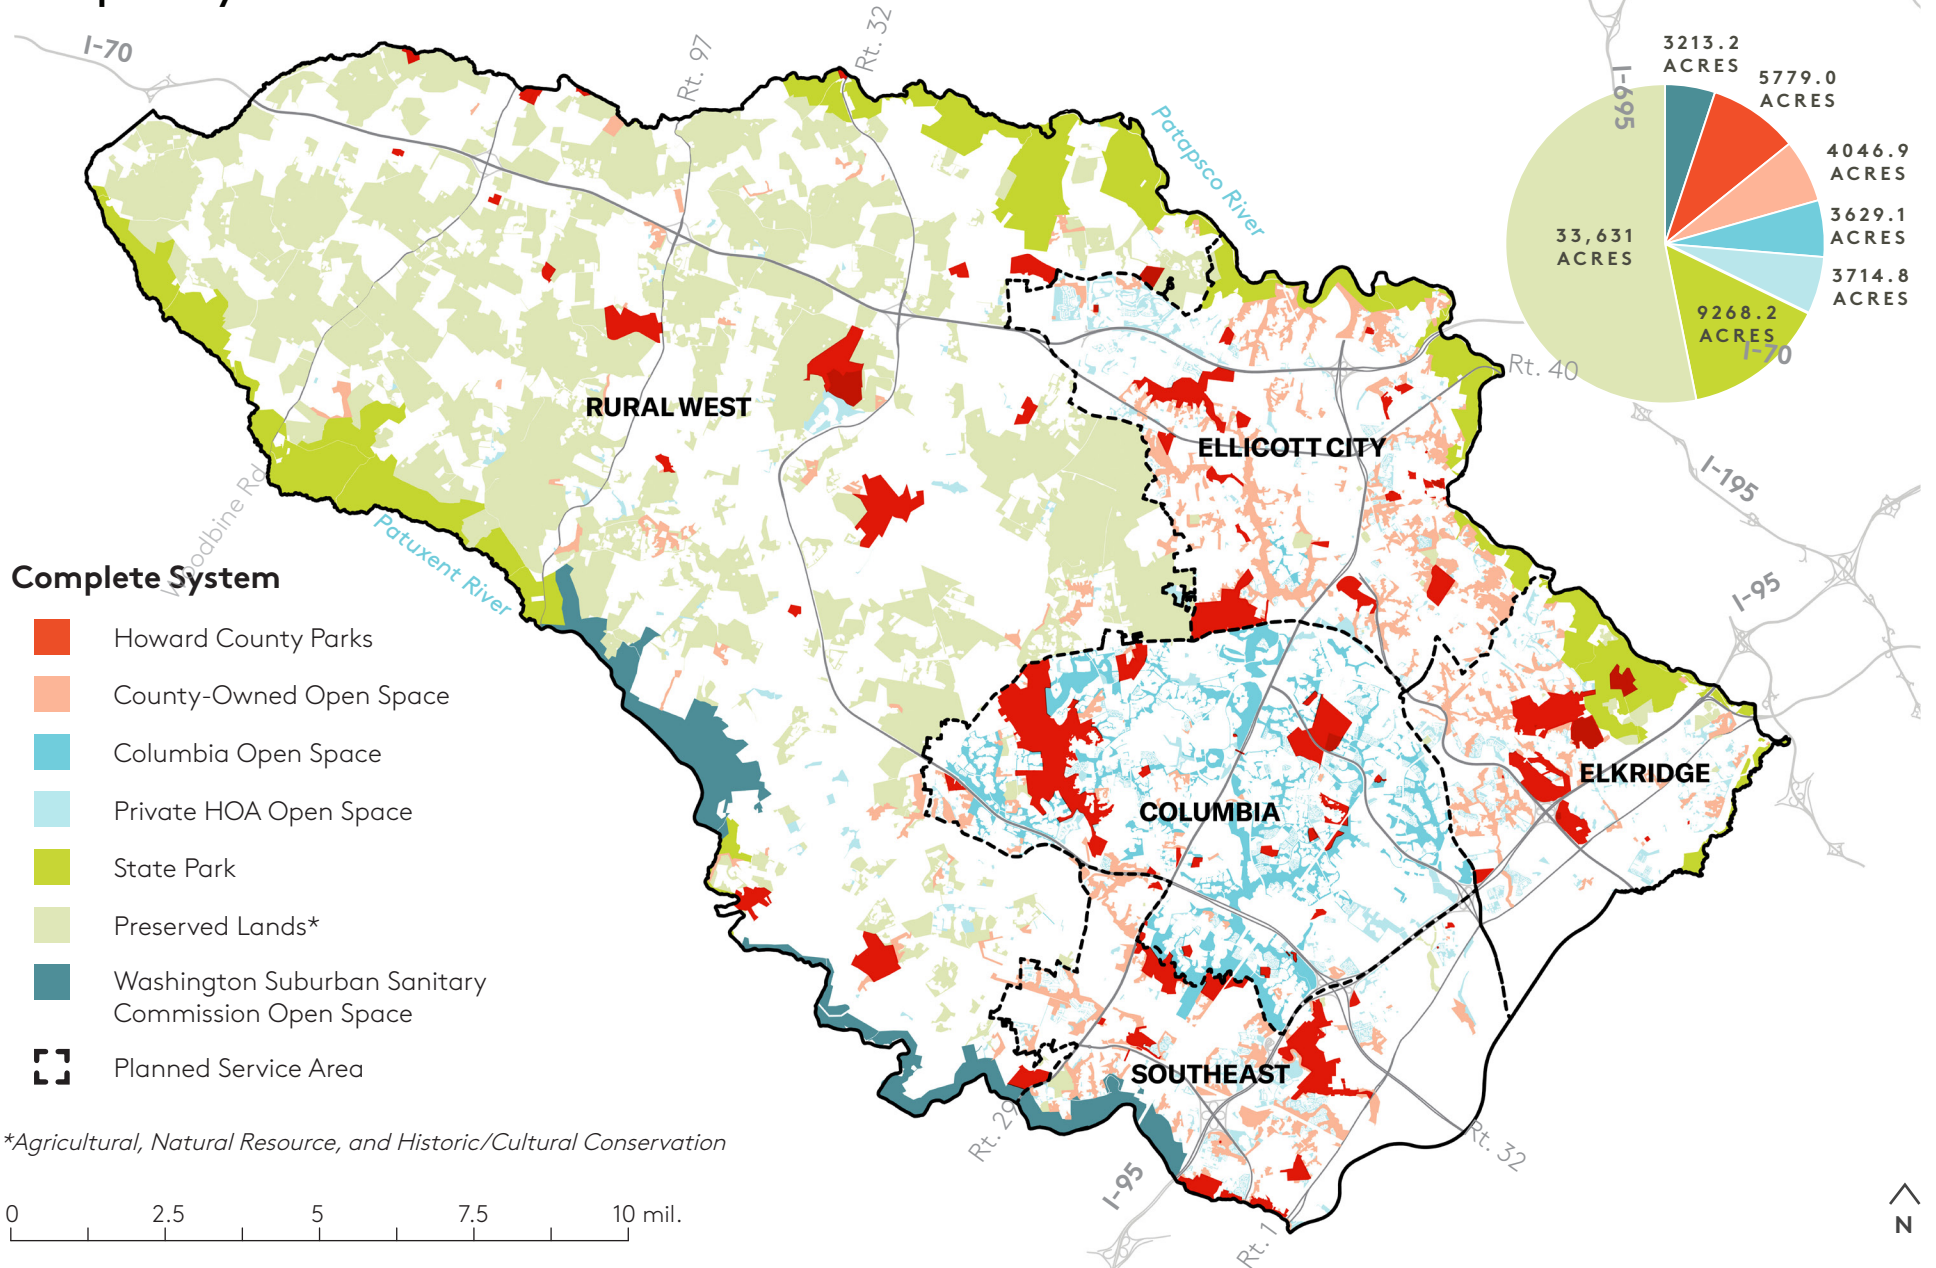 I-70
Rt. 97
Rt. 32
I-695
Patapsco River
3213.2
ACRES
5779.0
ACRES
4046.9
ACRES
3629.1
ACRES
3714.8
ACRES
9268.2
ACRES
33,631
ACRES
I-70
Rt. 40
I-195
I-95
RURAL WEST
ELLICOTT CITY
COLUMBIA
ELKRIDGE
SOUTHEAST
Woodbine Rd.
Patuxent River
Complete System
Howard County Parks
County-Owned Open Space
Columbia Open Space
Private HOA Open Space
State Park
Preserved Lands*
Washington Suburban Sanitary
Commission Open Space
Planned Service Area
*Agricultural, Natural Resource, and Historic/Cultural Conservation
0 2.5 5 7.5 10 mil.
Rt. 29
I-95
Rt. 1
Rt. 32
N